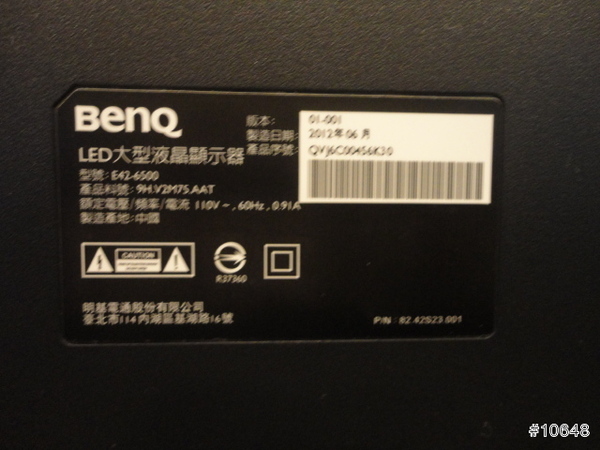 BenQ
LED大型液晶顯示器
型號: E42-6500
產品料號: 9H.V2M75.AAT
額定電壓/頻率/電流 110V~, 60Hz, 0.91A
製造產地: 中國
版本: 01-001
製造日期: 2012年06月
產品序號: QVJ6C00456K30
CAUTION
R37360
明基電通股份有限公司
臺北市114內湖區基湖路16號
P/N : 82.42S23.001
#10648